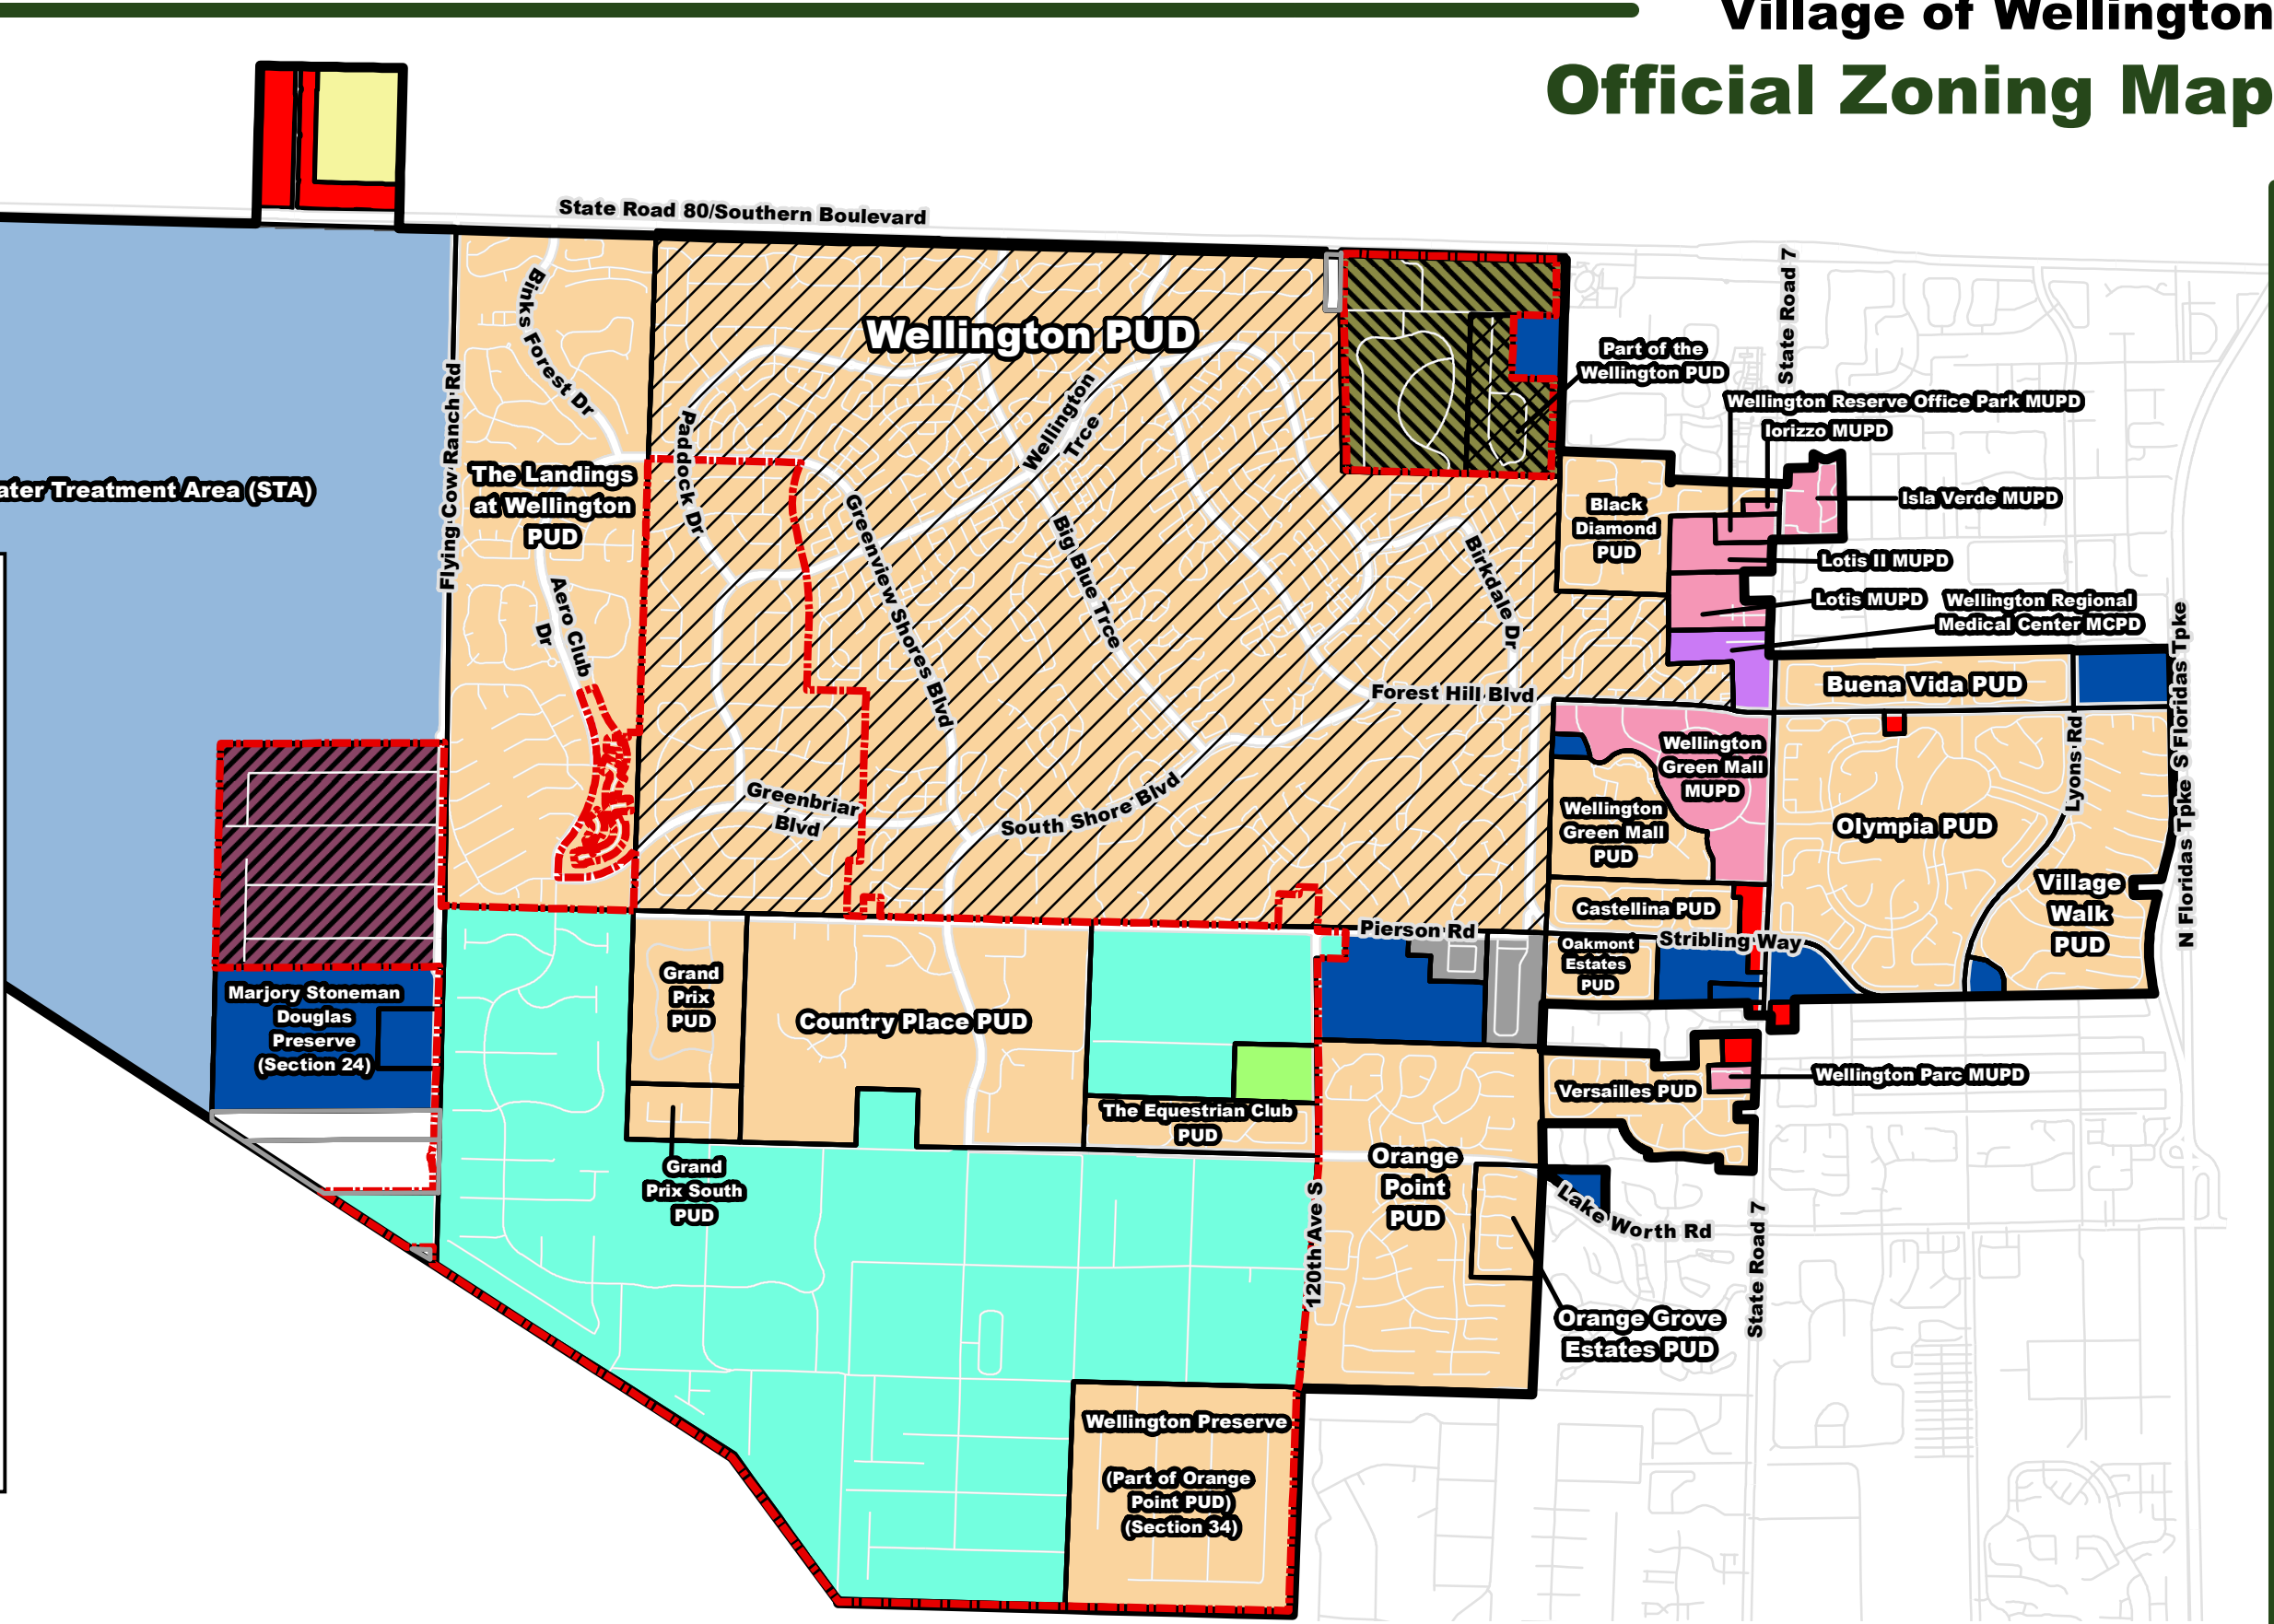 Village of Wellington
Official Zoning Map
State Road 80/Southern Boulevard
Binks Forest Dr
Wellington PUD
State Road 7
Part of the
Wellington PUD
Wellington Reserve Office Park MUPD
Iorizzo MUPD
Flying Cow Ranch Rd
Paddock Dr
Wellington
Trce
The Landings
at Wellington
PUD
Treatment Area (STA)
Greenview Shores Blvd
Big Blue Trce
Birkdale Dr
Black
Diamond
PUD
Isla Verde MUPD
Lotis II MUPD
Lotis MUPD
Wellington Regional
Medical Center MCPD
Aero Club
Dr
Forest Hill Blvd
Buena Vida PUD
S Floridas Tpke
N Floridas Tpke
Lyons Rd
Wellington
Green Mall
MUPD
Wellington
Green Mall
PUD
Olympia PUD
Greenbriar
Blvd
South Shore Blvd
Village
Walk
PUD
Castellina PUD
Pierson Rd
Stribling Way
Oakmont
Estates
PUD
Marjory Stoneman
Douglas
Preserve
(Section 24)
Grand
Prix
PUD
Country Place PUD
Wellington Parc MUPD
Versailles PUD
The Equestrian Club
PUD
Grand
Prix South
PUD
Orange
Point
PUD
120th Ave S
Lake Worth Rd
State Road 7
Orange Grove
Estates PUD
Wellington Preserve
(Part of Orange
Point PUD)
(Section 34)